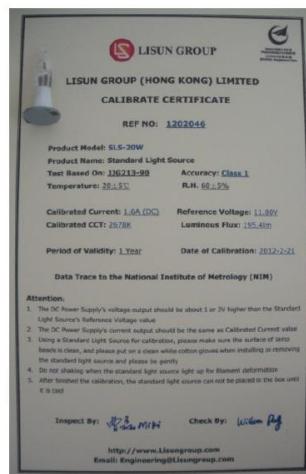 LISUN GROUP
LISUN GROUP (HONG KONG) LIMITED
CALIBRATE CERTIFICATE
REF NO: 1202046
Product Model: SLS-20W
Product Name: Standard Light Source
Test Based On: JJG213-90 Accuracy: Class 1
Temperature: 20±5℃ R.H. 60±5%
Calibrated Current: 1.6A (DC) Reference Voltage: 11.80V
Calibrated CCT: 2678K Luminous Flux: 195.4lm
Period of Validity: 1 Year Date of Calibration: 2012-2-21
Data Trace to the National Institute of Metrology (NIM)
Attention:
1. The DC Power Supply's voltage output should be about 1 or 2V higher than the Standard
Light Source's Reference Voltage value
2. The DC Power Supply's current output should be the same as Calibrated Current value
3. Using a Standard Light Source for calibration, please make sure the surface of lamp
beads is clean, and please put on a clean white cotton gloves when installing or removing
the standard light source and please be gently
4. Do not shaking when the standard light source light up for filament deformation
5. After finished the calibration, the standard light source can not be placed in the box until
it is cold
Inspect By: Check By:
http://www.Lisungroup.com
Email: Engineering@Lisungroup.com